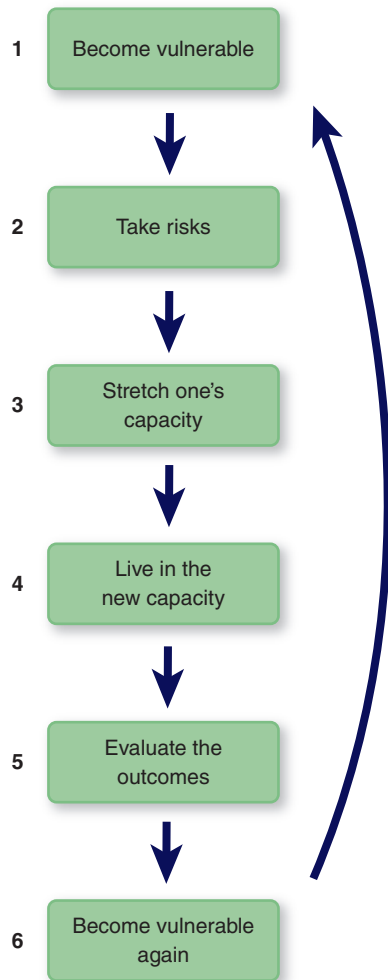 1 Become vulnerable
2 Take risks
3 Stretch one's
capacity
4 Live in the
new capacity
5 Evaluate the
outcomes
6 Become vulnerable
again